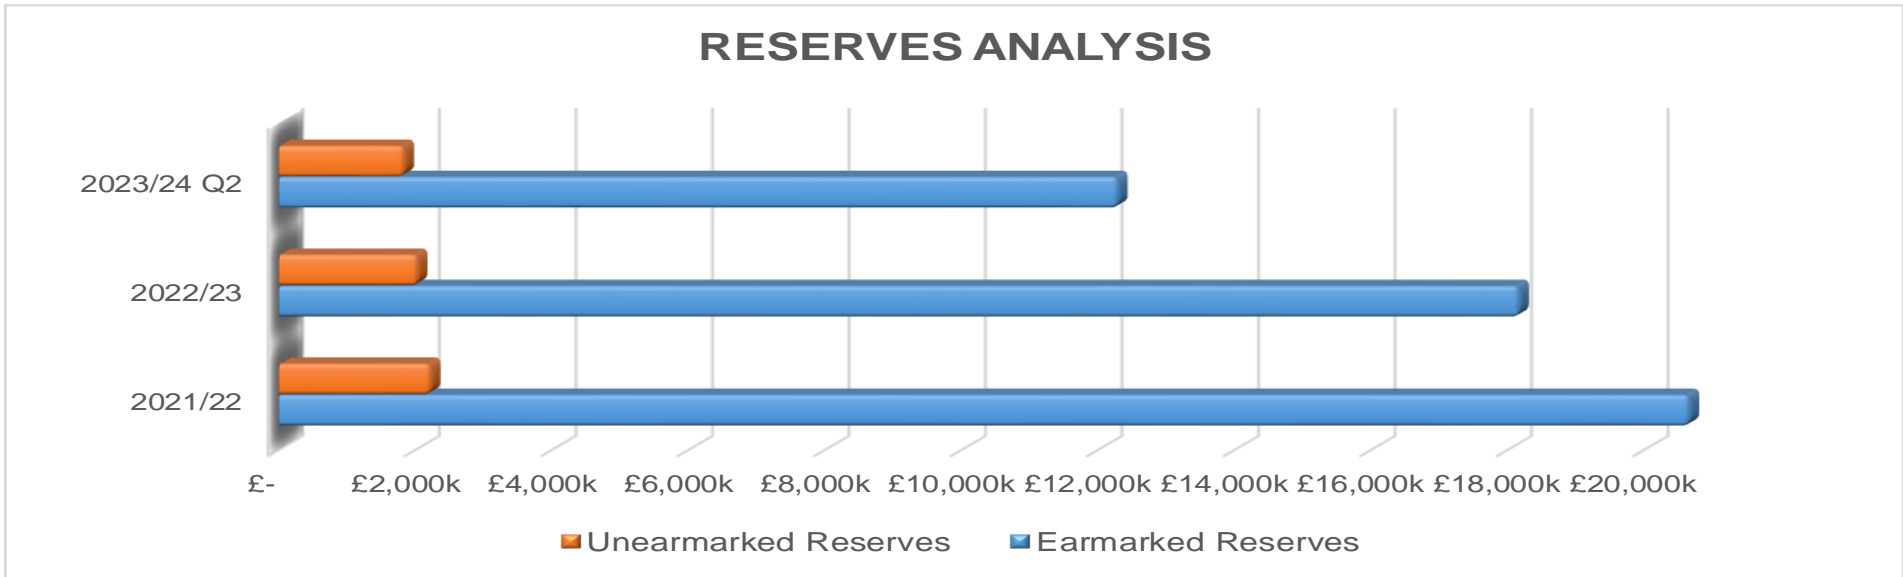 RESERVES ANALYSIS
2023/24 Q2
2022/23
2021/22
£- £2,000k £4,000k £6,000k £8,000k £10,000k £12,000k £14,000k £16,000k £18,000k £20,000k
Unearmarked Reserves Earmarked Reserves